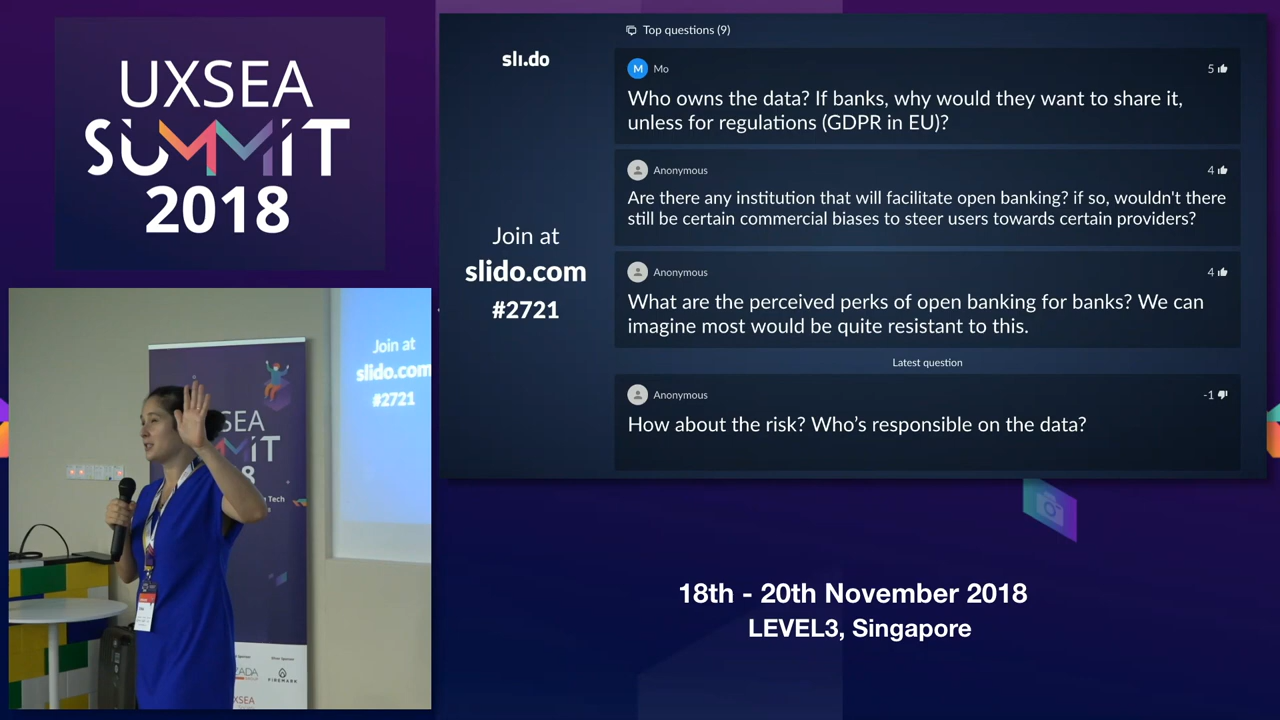 UXSEA
SUMMIT
2018
Join at
slido.com
#2721
SEA
MIT
8
Tech
FIREMARK
sli.do
Join at
slido.com
#2721
Top questions (9)
M Mo
5
Who owns the data? If banks, why would they want to share it,
unless for regulations (GDPR in EU)?
Anonymous
4
Are there any institution that will facilitate open banking? if so, wouldn't there
still be certain commercial biases to steer users towards certain providers?
Anonymous
4
What are the perceived perks of open banking for banks? We can
imagine most would be quite resistant to this.
Latest question
Anonymous
-1
How about the risk? Who's responsible on the data?
18th - 20th November 2018
LEVEL3, Singapore